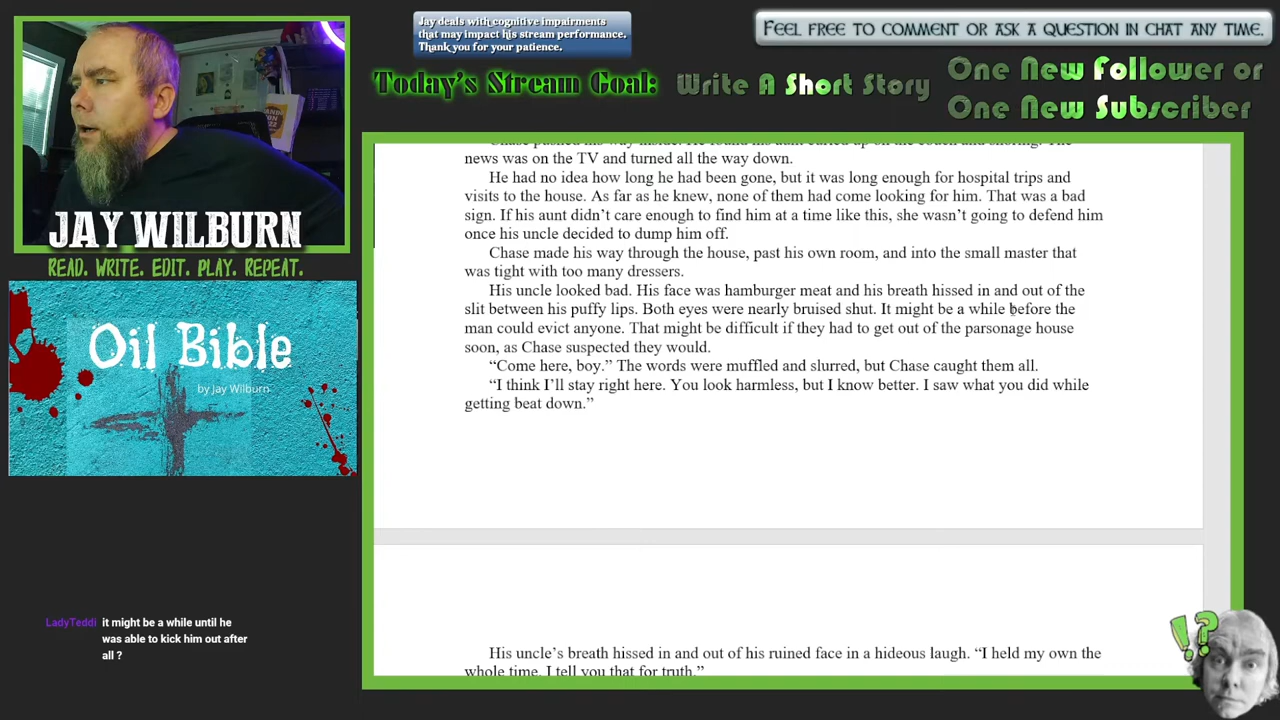 Jay deals with cognitive impairments
that may impact his stream performance.
Thank you for your patience.
Feel free to comment or ask a question in chat any time.
Today's Stream Goal:
Write A Short Story
One New Follower or
One New Subscriber
JAY WILBURN
READ. WRITE. EDIT. PLAY. REPEAT.
Oil Bible
by Jay Wilburn
LadyTeddi it might be a while until he
was able to kick him out after
all ?
news was on the TV and turned all the way down.
He had no idea how long he had been gone, but it was long enough for hospital trips and
visits to the house. As far as he knew, none of them had come looking for him. That was a bad
sign. If his aunt didn’t care enough to find him at a time like this, she wasn’t going to defend him
once his uncle decided to dump him off.
Chase made his way through the house, past his own room, and into the small master that
was tight with too many dressers.
His uncle looked bad. His face was hamburger meat and his breath hissed in and out of the
slit between his puffy lips. Both eyes were nearly bruised shut. It might be a while before the
man could evict anyone. That might be difficult if they had to get out of the parsonage house
soon, as Chase suspected they would.
“Come here, boy.” The words were muffled and slurred, but Chase caught them all.
“I think I’ll stay right here. You look harmless, but I know better. I saw what you did while
getting beat down.”
His uncle’s breath hissed in and out of his ruined face in a hideous laugh. “I held my own the
whole time. I tell you that for truth.”
!?